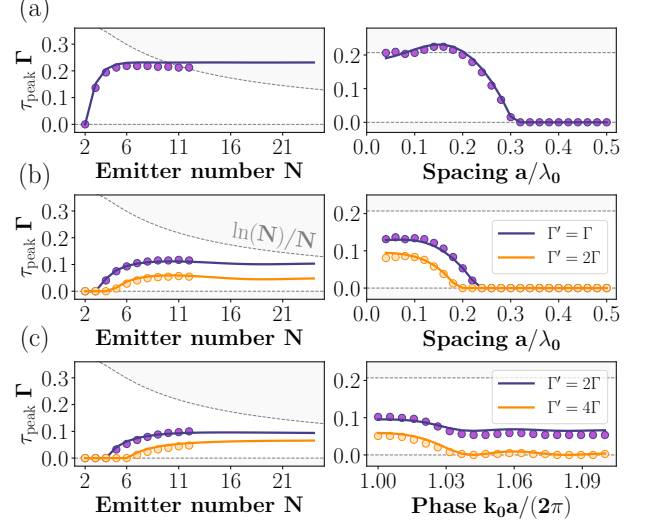 (a)
τpeak Γ
0.3
0.2
0.1
0.0
2 6 11 16 21
Emitter number N
0.2
0.1
0.0
0.0 0.1 0.2 0.3 0.4 0.5
Spacing a/λ0
(b)
τpeak Γ
0.3
0.2
0.1
0.0
ln(N)/N
2 6 11 16 21
Emitter number N
0.2
0.1
0.0
Γ′ = Γ
Γ′ = 2Γ
0.0 0.1 0.2 0.3 0.4 0.5
Spacing a/λ0
(c)
τpeak Γ
0.3
0.2
0.1
0.0
2 6 11 16 21
Emitter number N
0.2
0.1
0.0
Γ′ = 2Γ
Γ′ = 4Γ
1.00 1.03 1.06 1.09
Phase k0a/(2π)